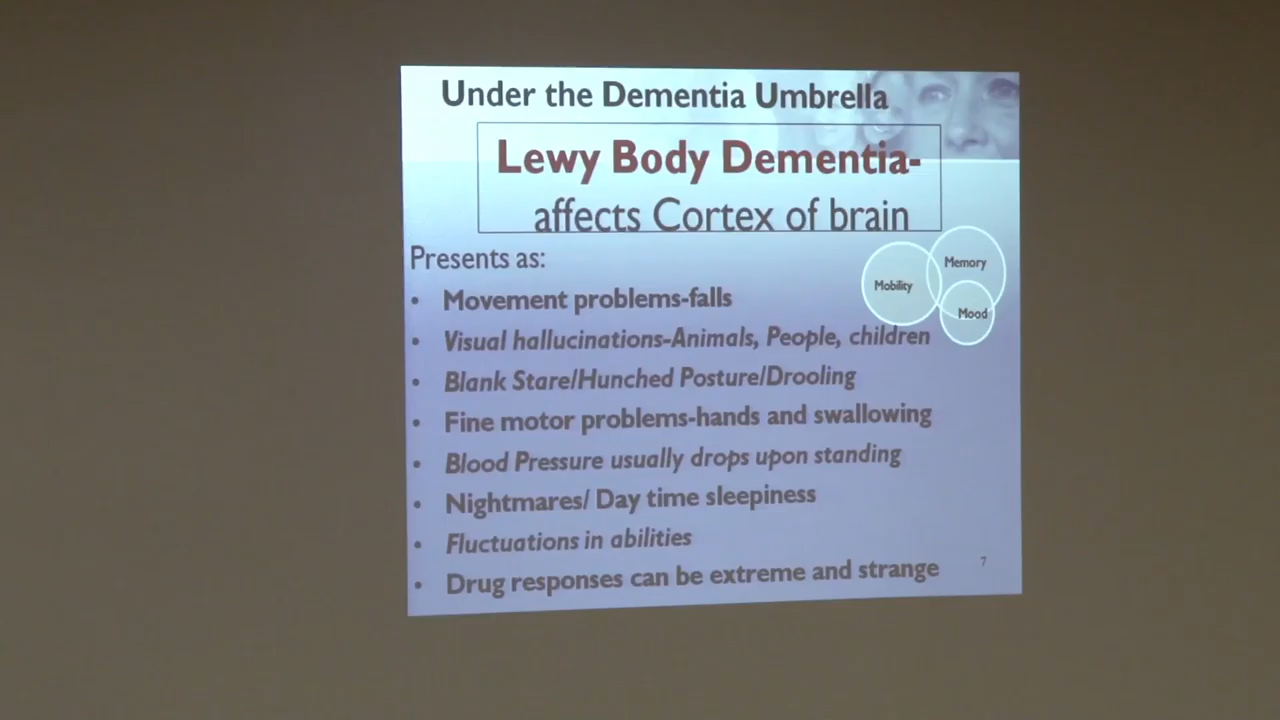 Under the Dementia Umbrella
Lewy Body Dementia-
affects Cortex of brain
Presents as:
Memory
Mobility
Mood
• Movement problems-falls
• Visual hallucinations-Animals, People, children
• Blank Stare/Hunched Posture/Drooling
• Fine motor problems-hands and swallowing
• Blood Pressure usually drops upon standing
• Nightmares/ Day time sleepiness
• Fluctuations in abilities
• Drug responses can be extreme and strange
7